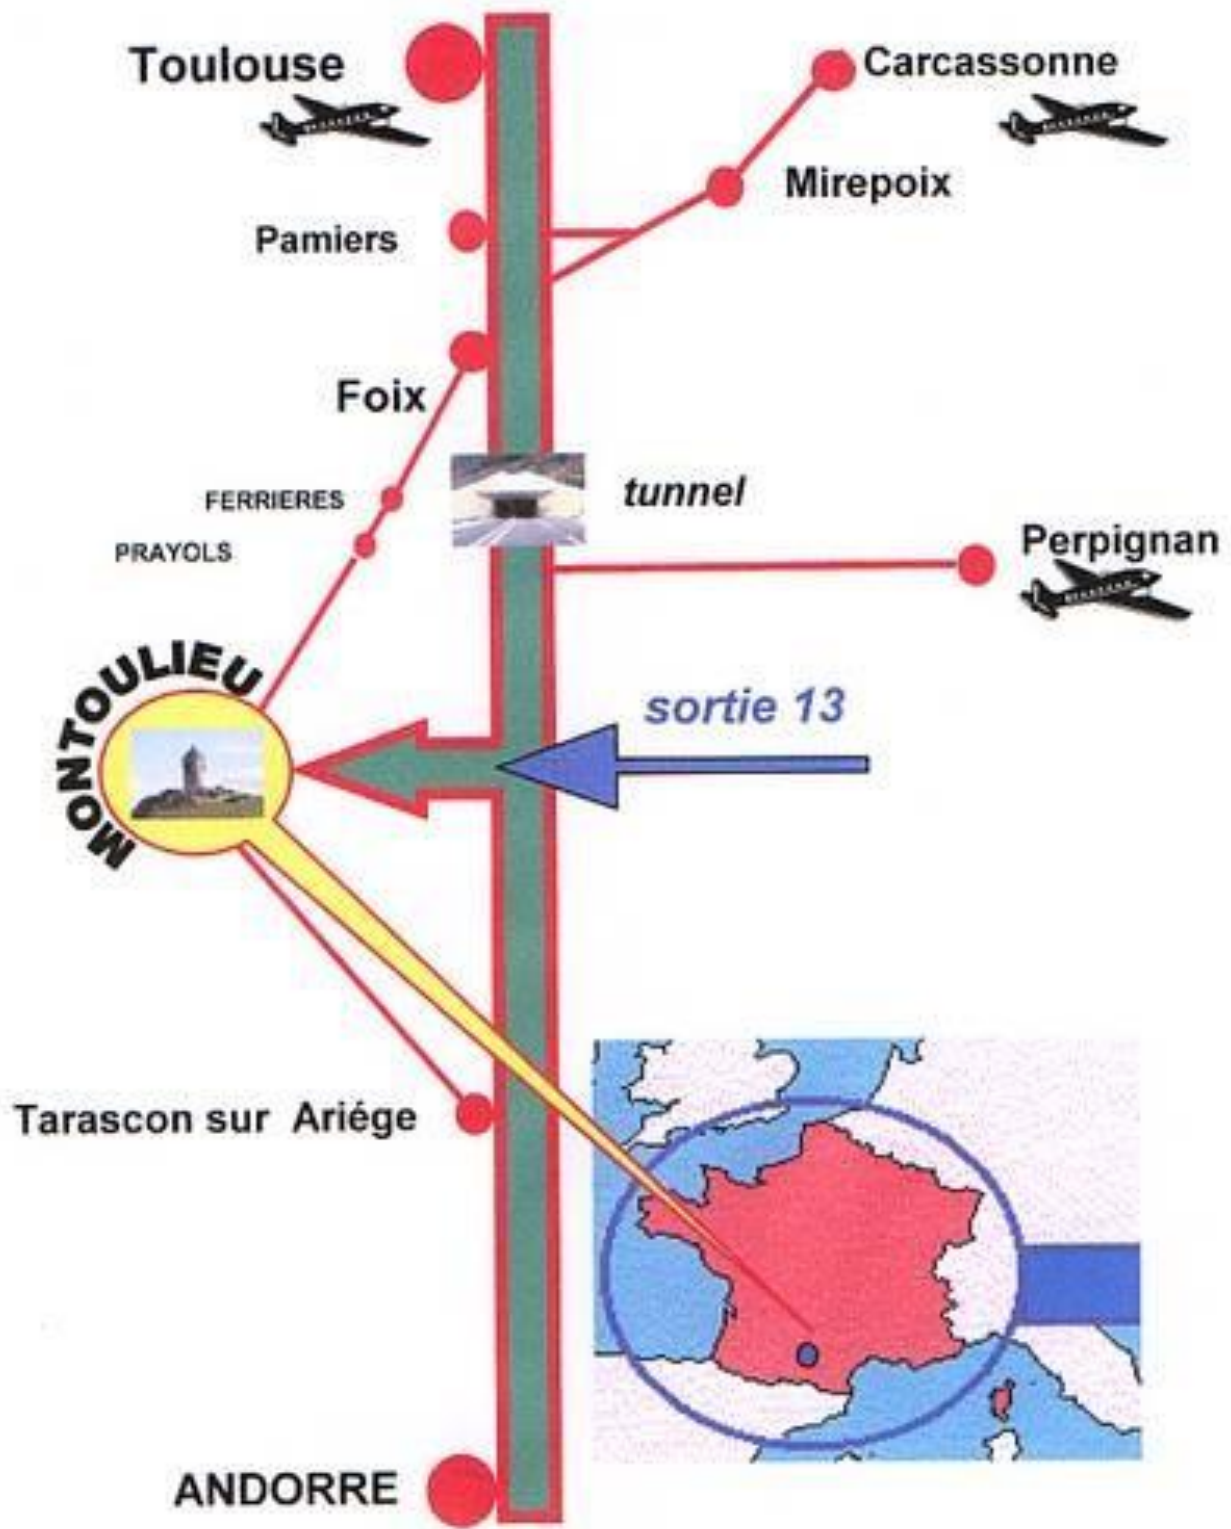 Toulouse
Carcassonne
Mirepoix
Pamiers
Foix
FERRIERES
tunnel
PRAYOLS
Perpignan
MONTOULIEU
sortie 13
Tarascon sur Ariége
ANDORRE